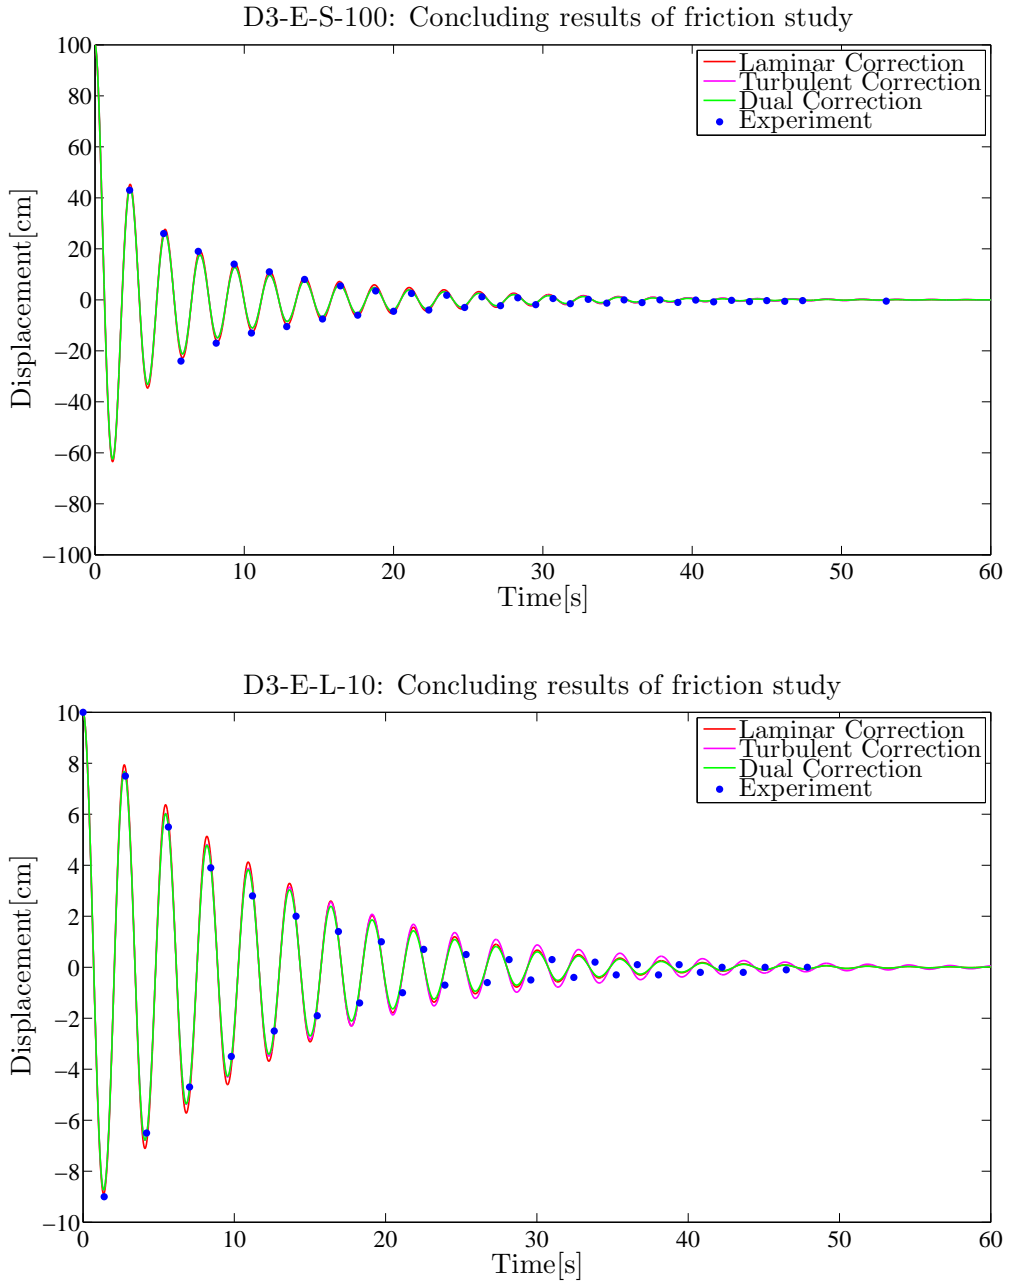 D3-E-S-100: Concluding results of friction study
100
80
60
40
20
0
−20
−40
−60
−80
−100
Displacement[cm]
Laminar Correction
Turbulent Correction
Dual Correction
Experiment
0 10 20 30 40 50 60
Time[s]
D3-E-L-10: Concluding results of friction study
10
8
6
4
2
0
−2
−4
−6
−8
−10
Displacement[cm]
Laminar Correction
Turbulent Correction
Dual Correction
Experiment
0 10 20 30 40 50 60
Time[s]